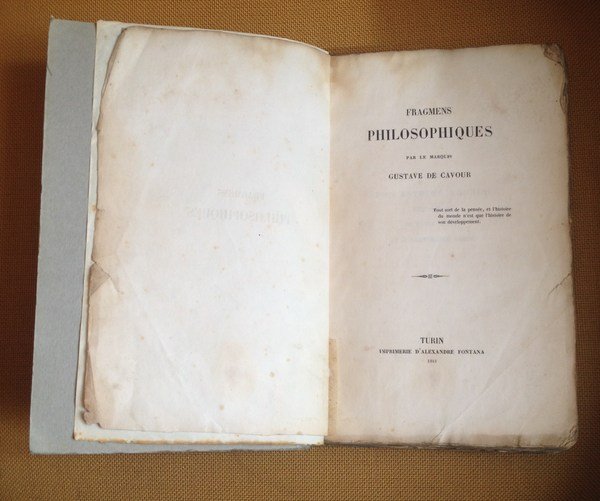 FRAGMENS
PHILOSOPHIQUES
PAR LE MARQUIS
GUSTAVE DE CAVOUR
Tout sort de la pensée, et l'histoire
du monde n'est que l'histoire de
son développement.
TURIN
IMPRIMERIE D'ALEXANDRE FONTANA